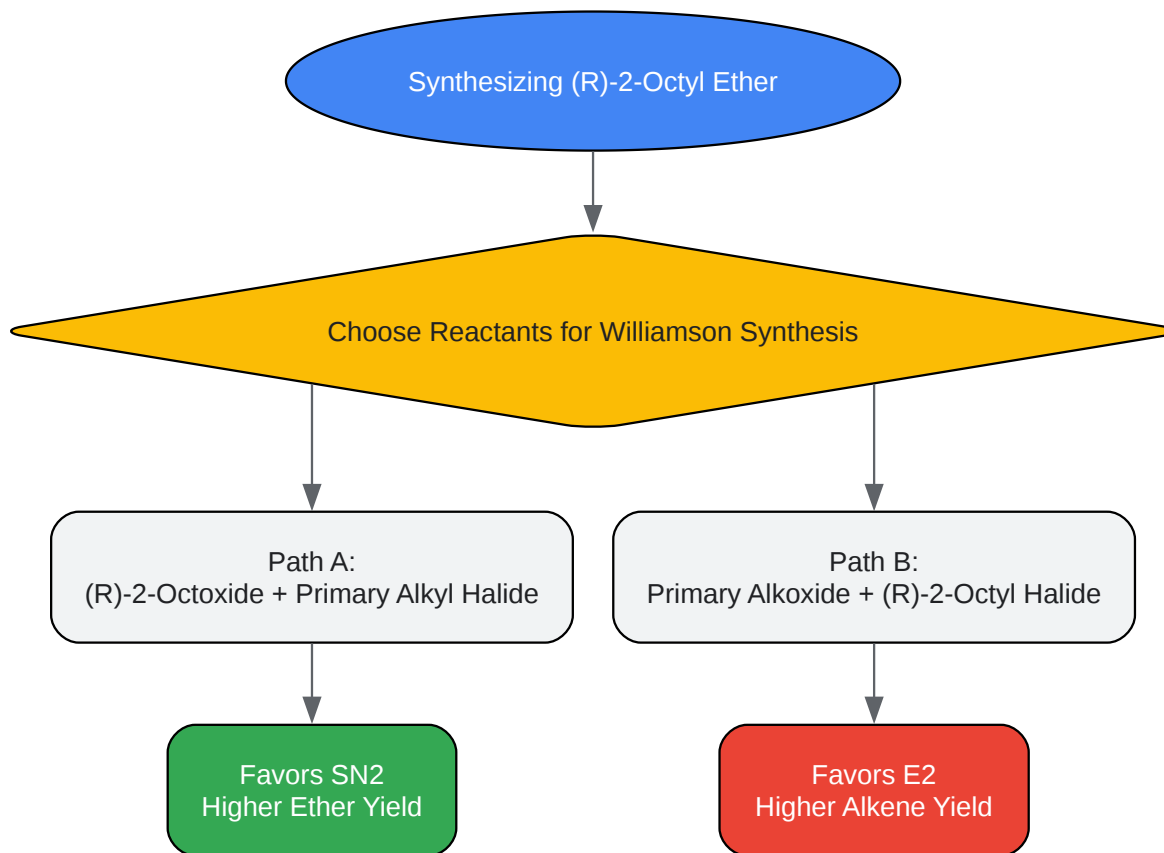 Synthesizing (R)-2-Octyl Ether
Choose Reactants for Williamson Synthesis
Path A:
(R)-2-Octoxide + Primary Alkyl Halide
Path B:
Primary Alkoxide + (R)-2-Octyl Halide
Favors SN2
Higher Ether Yield
Favors E2
Higher Alkene Yield